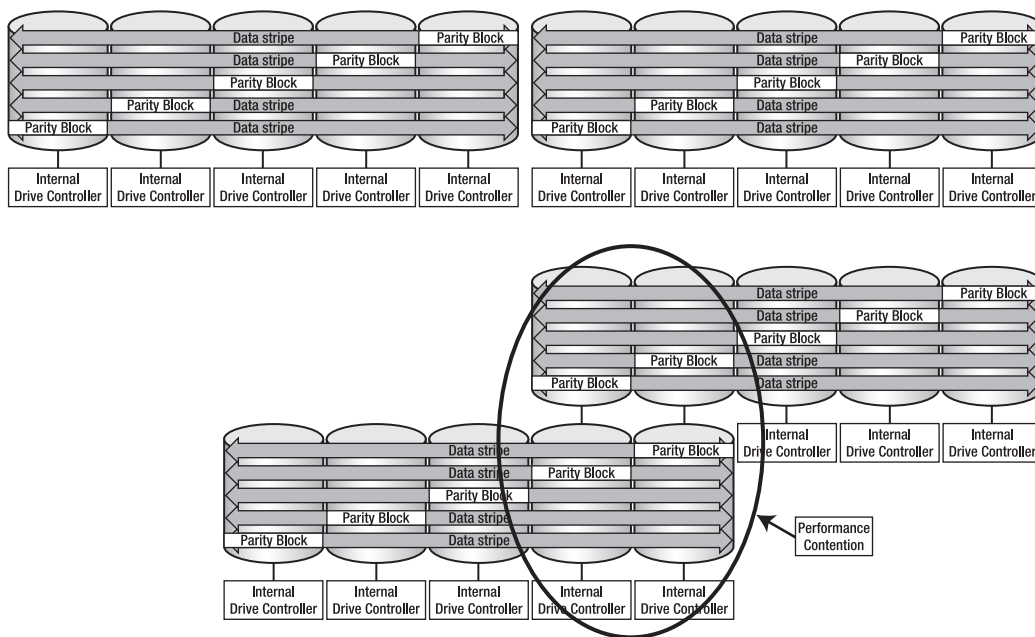 Data stripe Parity Block Data stripe Parity Block
Data stripe Parity Block Data stripe Parity Block
Parity Block Parity Block
Parity Block Data stripe Parity Block Data stripe
Parity Block Data stripe Parity Block Data stripe
Internal Internal Internal Internal Internal Internal Internal Internal Internal Internal
Drive Controller Drive Controller Drive Controller Drive Controller Drive Controller Drive Controller Drive Controller Drive Controller Drive Controller Drive Controller
Data stripe Parity Block
Data stripe Parity Block
Parity Block
Parity Block Data stripe
Parity Block Data stripe
Internal Internal Internal
Drive Controller Drive Controller Drive Controller
Data stripe Parity Block
Data stripe Parity Block
Parity Block
Parity Block Data stripe
Parity Block Data stripe
Performance
Contention
Internal Internal Internal Internal Internal
Drive Controller Drive Controller Drive Controller Drive Controller Drive Controller